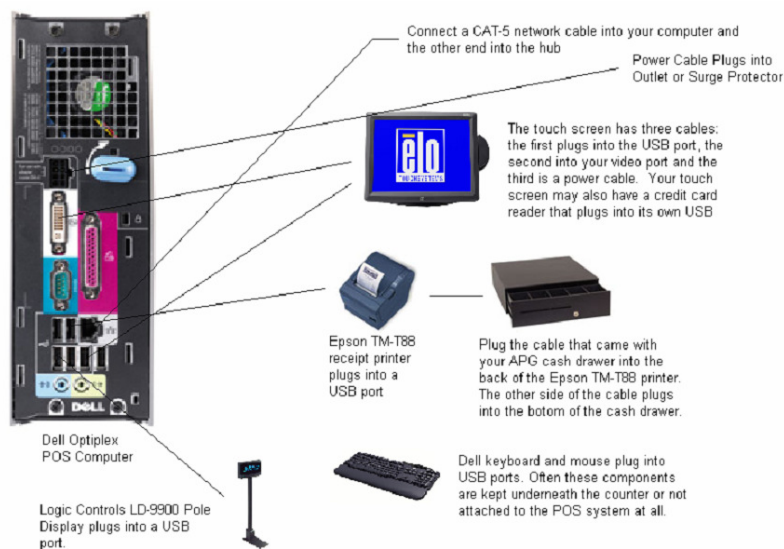 Connect a CAT-5 network cable into your computer and
the other end into the hub
Power Cable Plugs into
Outlet or Surge Protector
The touch screen has three cables:
the first plugs into the USB port, the
second into your video port and the
third is a power cable. Your touch
screen may also have a credit card
reader that plugs into its own USB
elo
TOUCHSYSTEMS
Epson TM-T88
receipt printer
plugs into a
USB port
Plug the cable that came with
your APG cash drawer into the
back of the Epson TM-T88 printer.
The other side of the cable plugs
into the botom of the cash drawer.
DELL
Dell Optiplex
POS Computer
Dell keyboard and mouse plug into
USB ports. Often these components
are kept underneath the counter or not
attached to the POS system at all.
Logic Controls LD-9900 Pole
Display plugs into a USB
port.